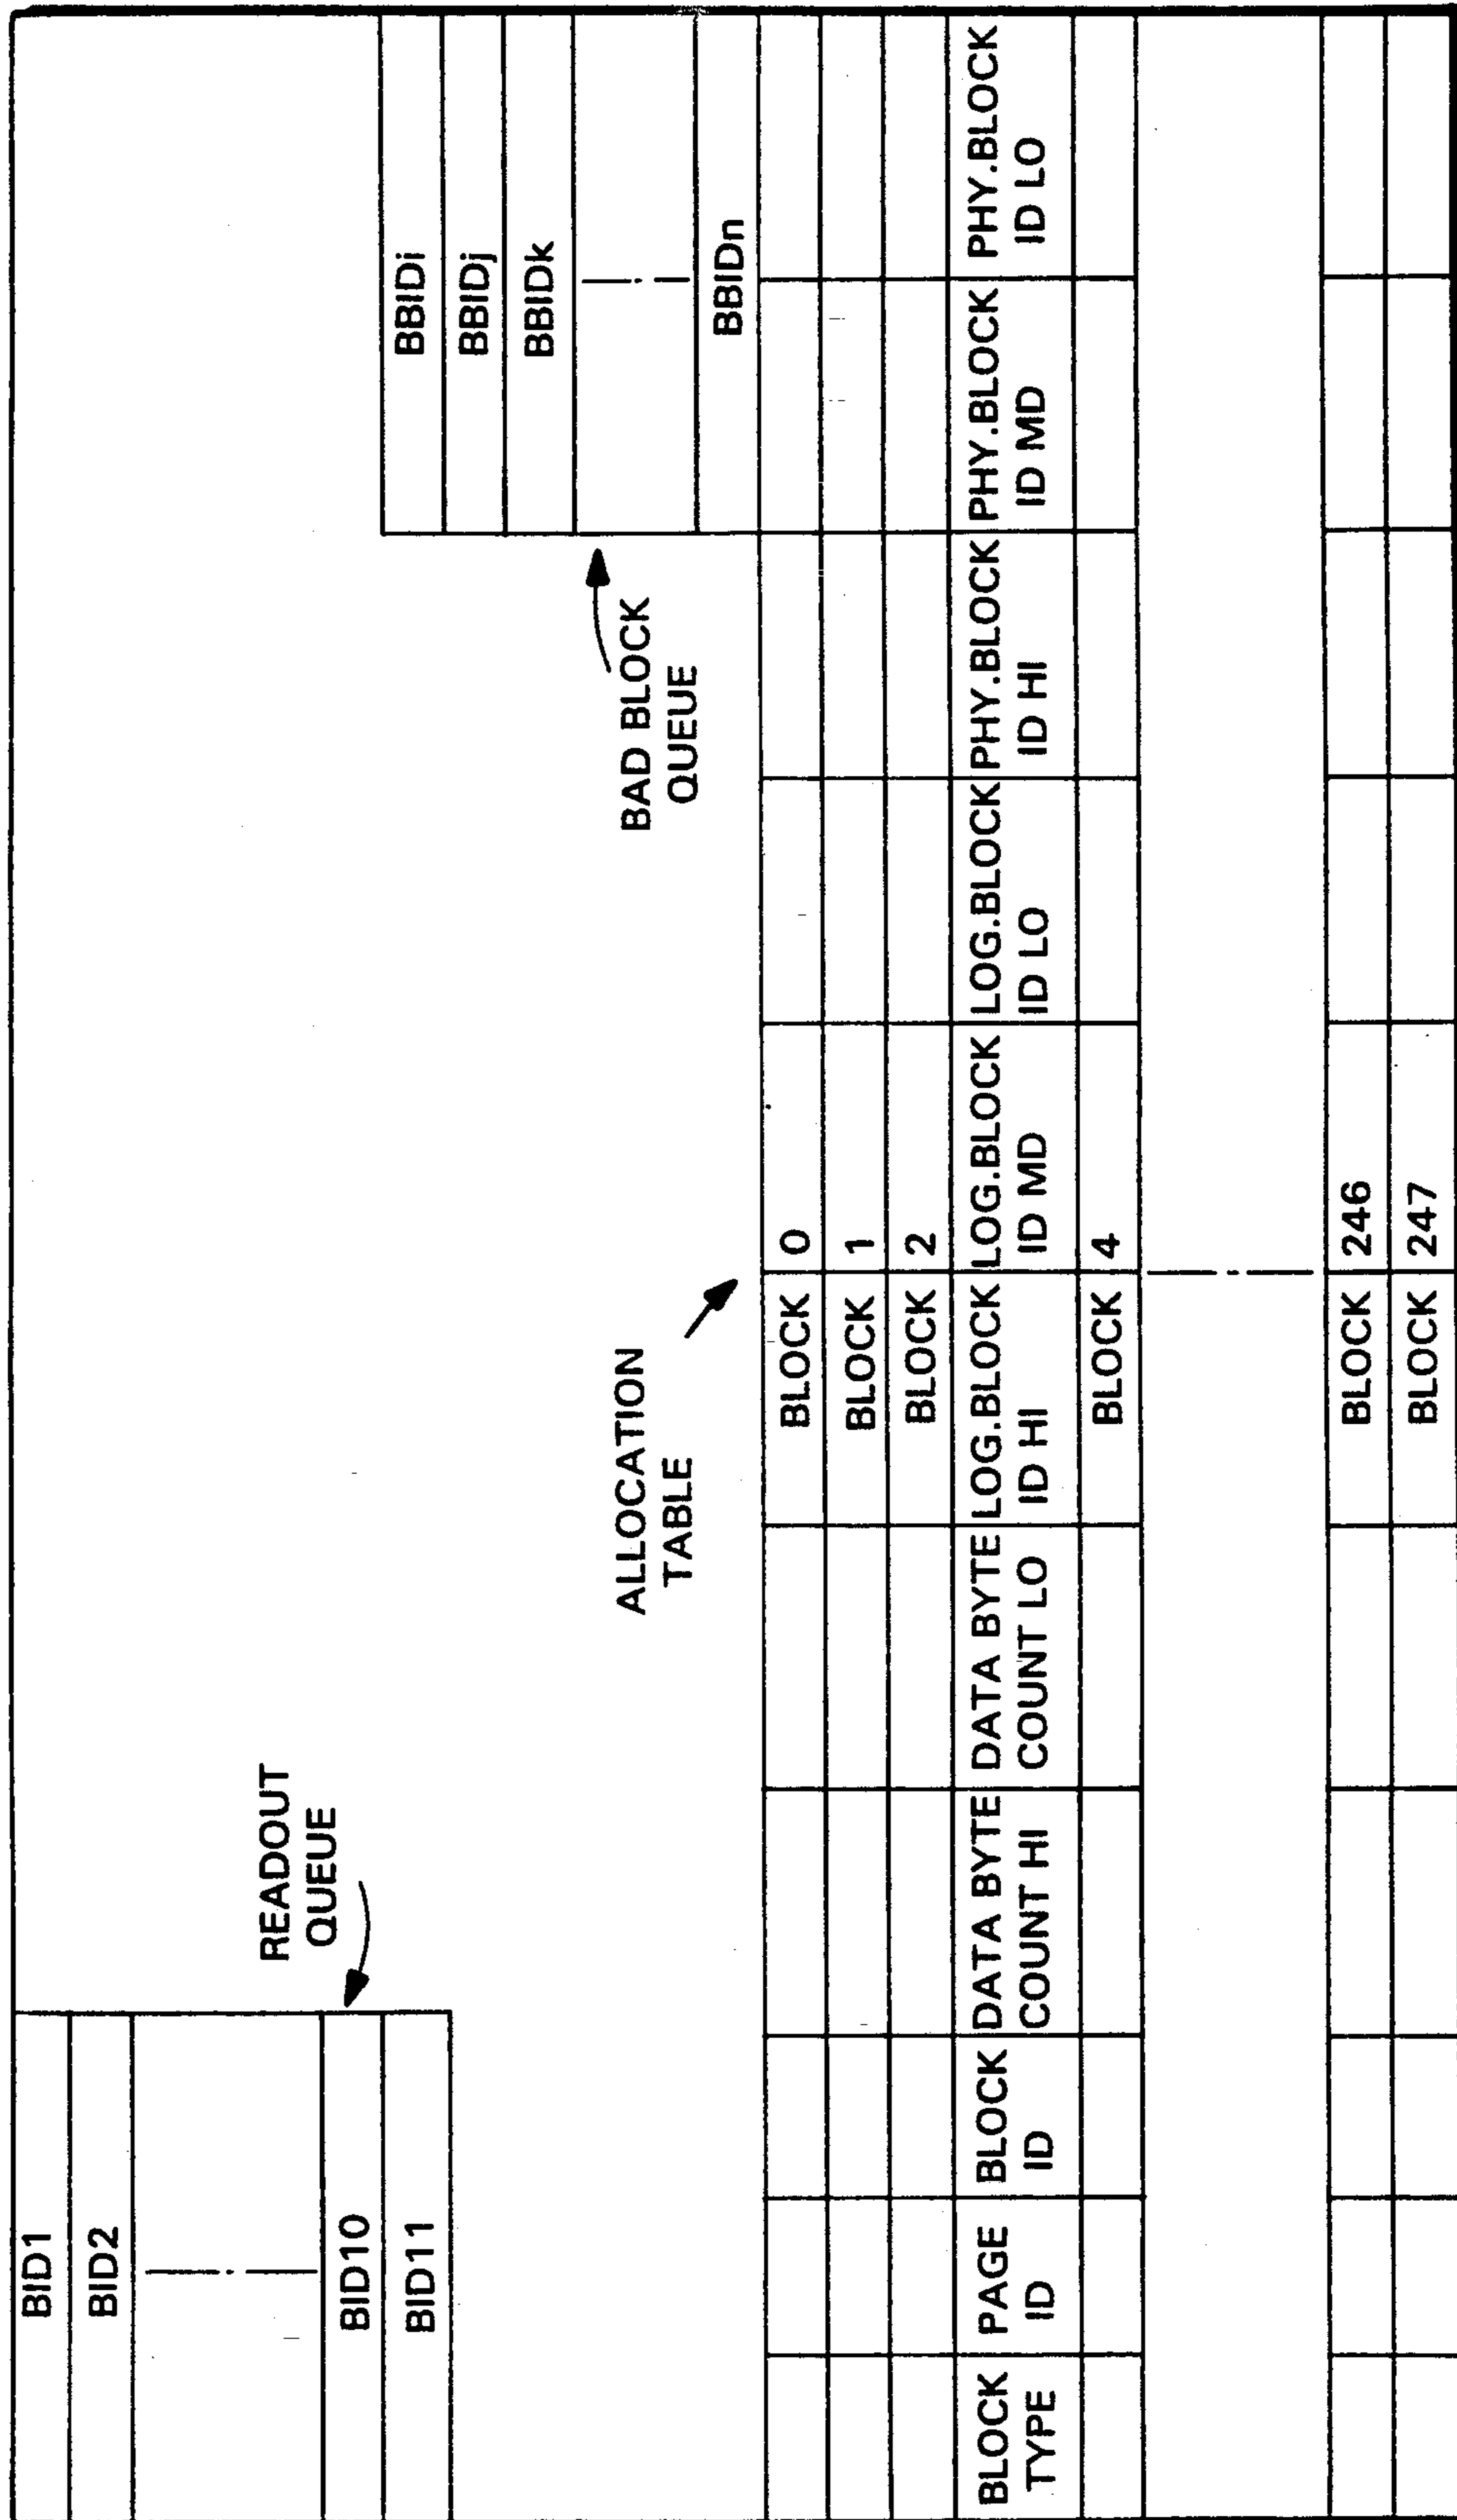 BID1
BID2
BID10
BID11
READOUT
QUEUE
BBIDi
BBIDj
BBIDk
BBIDn
BAD BLOCK
QUEUE
ALLOCATION
TABLE
BLOCK 0
BLOCK 1
BLOCK 2
BLOCK TYPE
PAGE ID
BLOCK ID
DATA BYTE COUNT HI
DATA BYTE COUNT LO
LOG.BLOCK ID HI
LOG.BLOCK ID MD
LOG.BLOCK ID LO
PHY.BLOCK ID HI
PHY.BLOCK ID MD
PHY.BLOCK ID LO
BLOCK 4
BLOCK 246
BLOCK 247